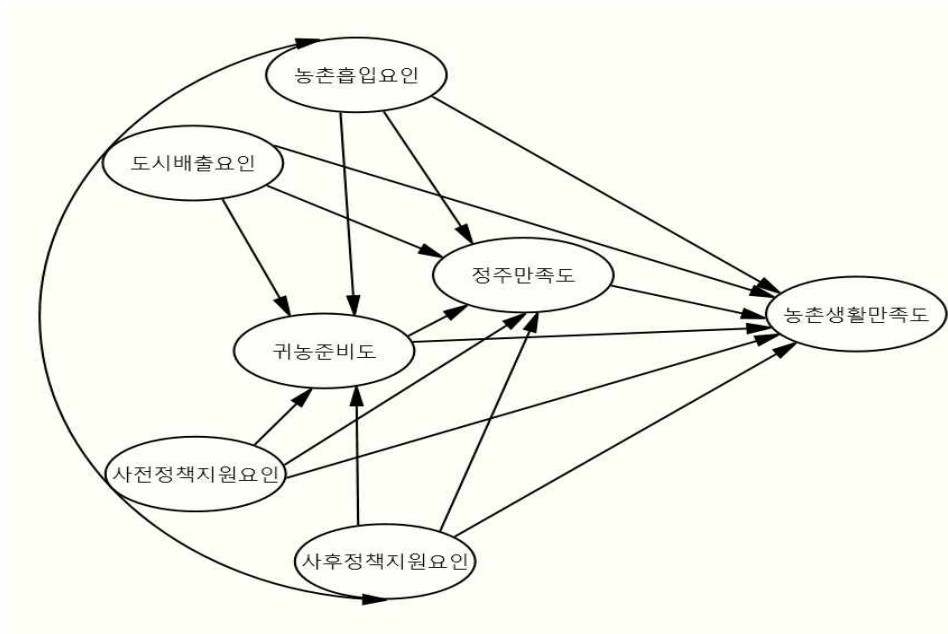 농촌흡입요인
도시배출요인
정주만족도
농촌생활만족도
귀농준비도
사전정책지원요인
사후정책지원요인